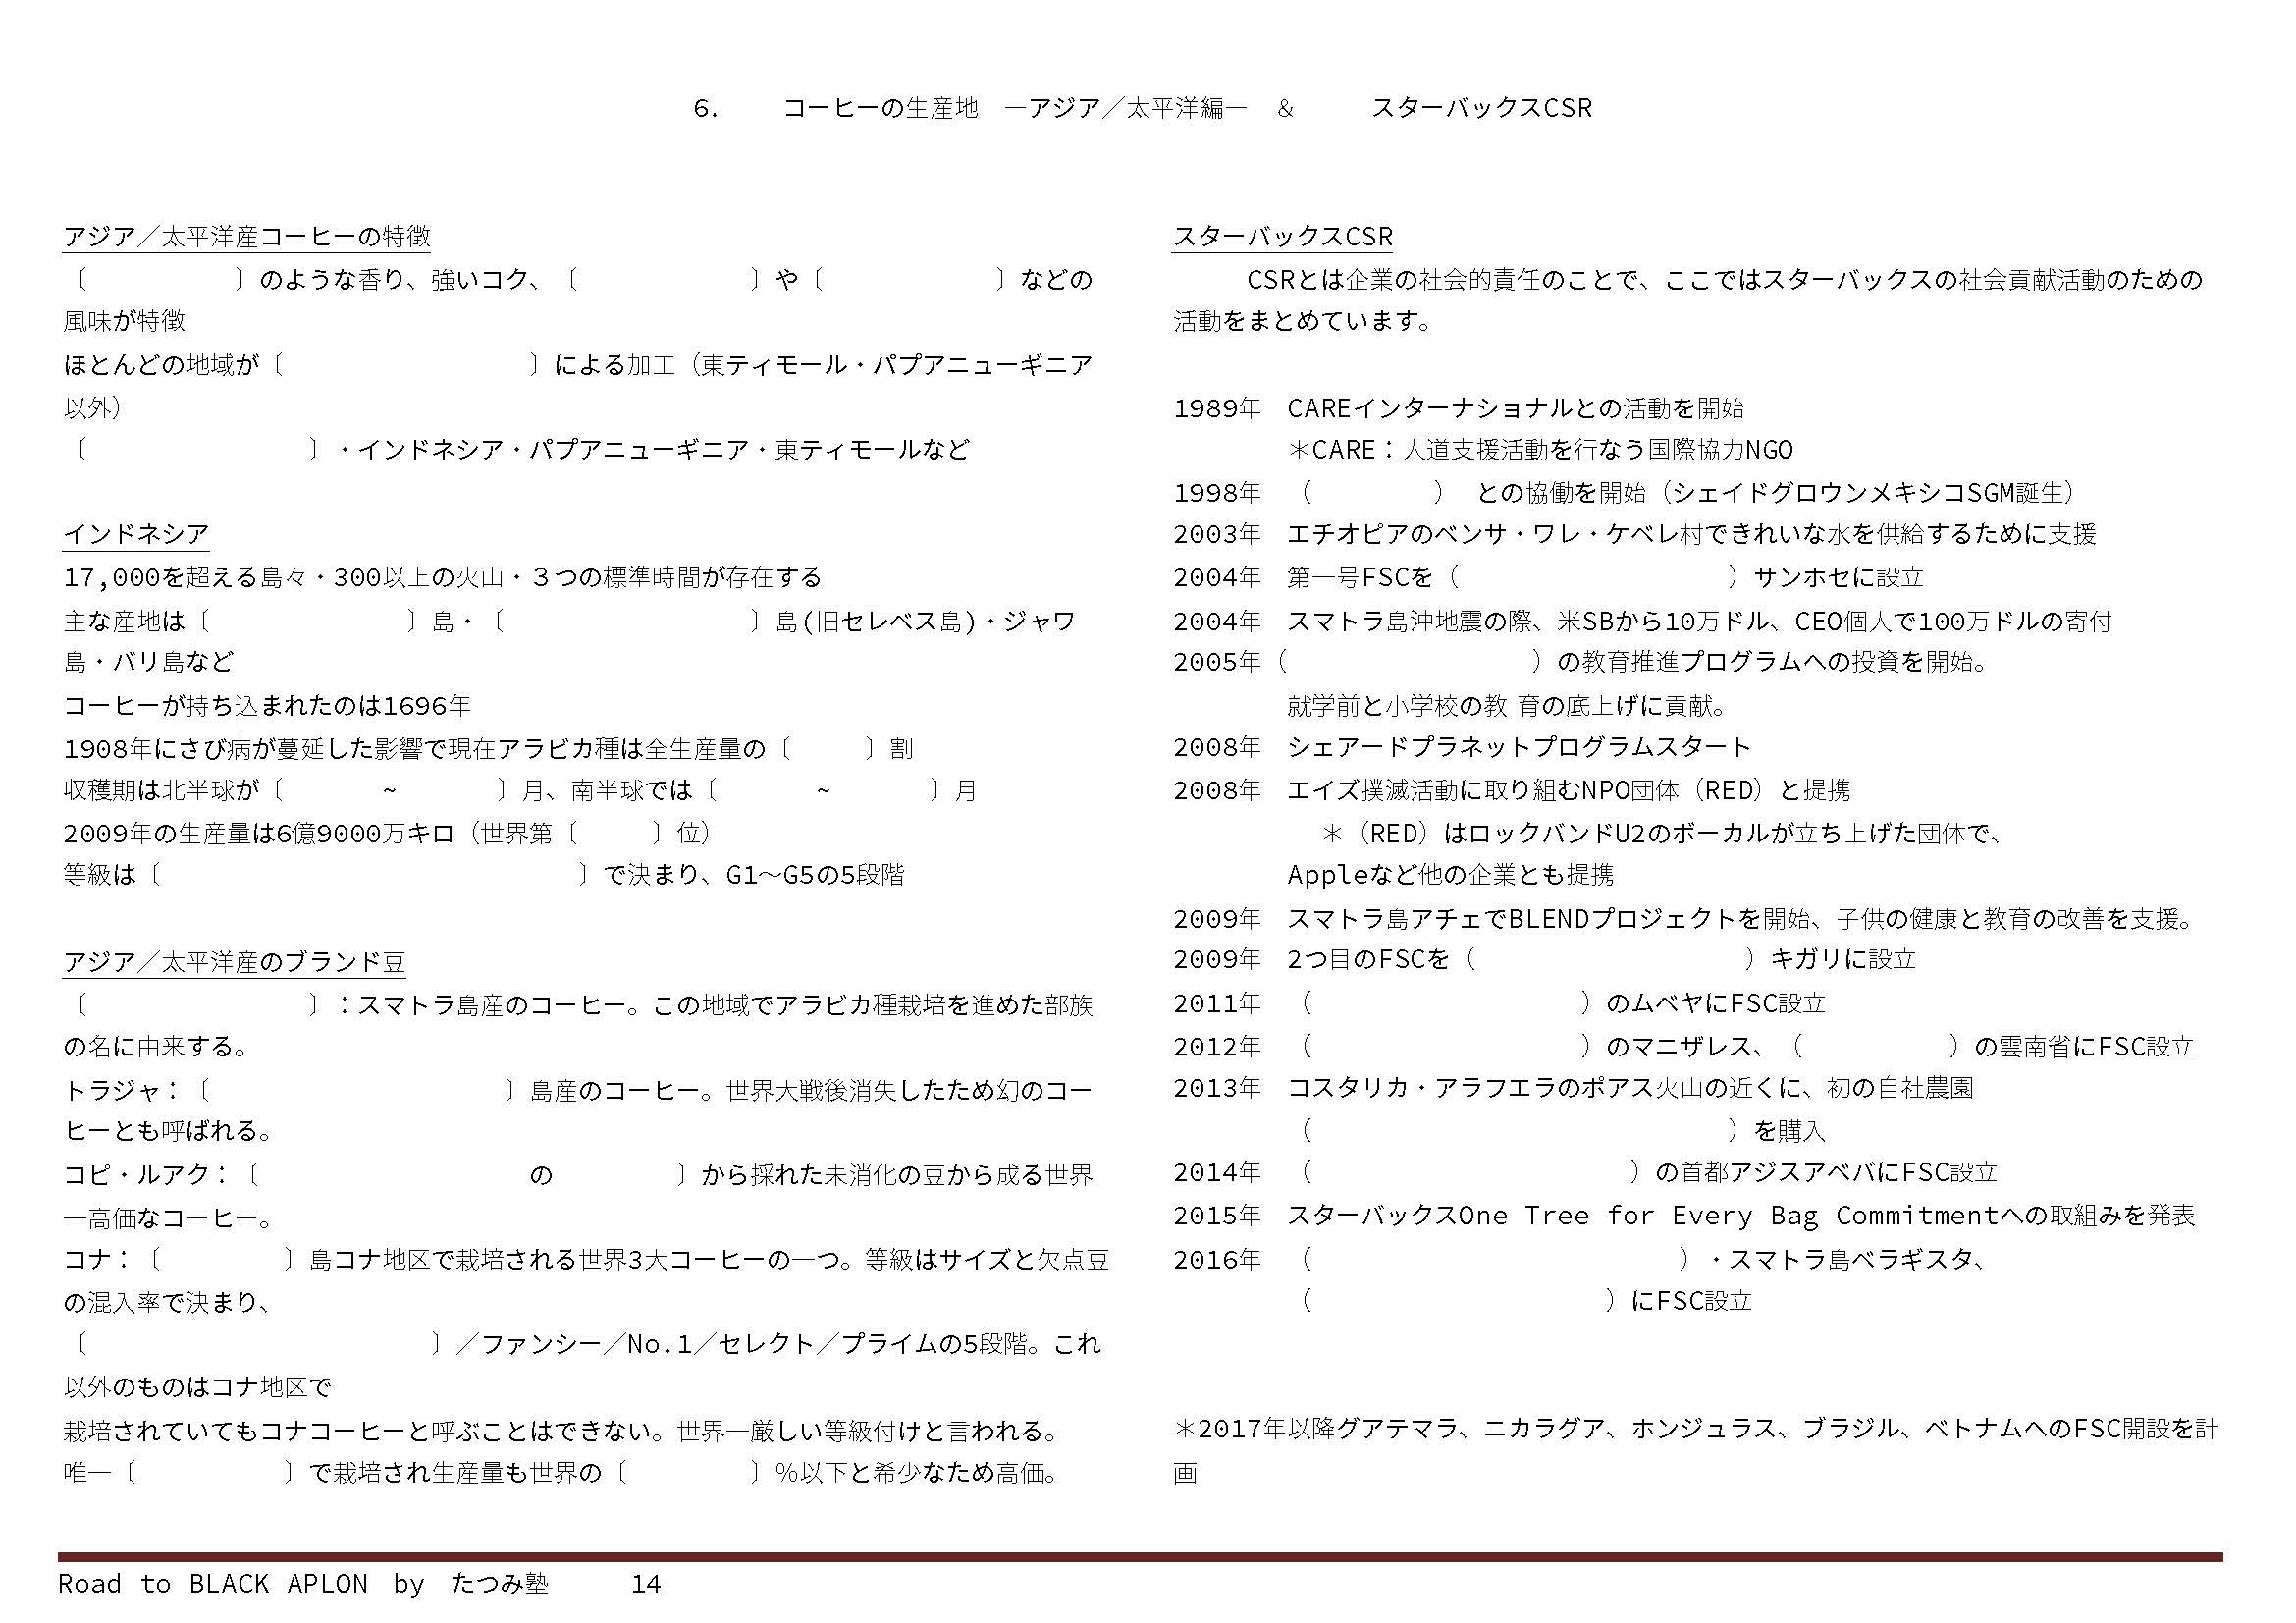 6.　コーヒーの生産地　―アジア／太平洋編―　＆　スターバックスCSR
アジア／太平洋産コーヒーの特徴
〔　　　　　　〕のような香り、強いコク、〔　　　　　　　〕や〔　　　　　　　〕などの
風味が特徴
ほとんどの地域が〔　　　　　　　　　　〕による加工（東ティモール・パプアニューギニア
以外）
〔　　　　　　　　　〕・インドネシア・パプアニューギニア・東ティモールなど
インドネシア
17,000を超える島々・300以上の火山・３つの標準時間が存在する
主な産地は〔　　　　　　　　〕島・〔　　　　　　　　　　〕島(旧セレベス島)・ジャワ
島・バリ島など
コーヒーが持ち込まれたのは1696年
1908年にさび病が蔓延した影響で現在アラビカ種は全生産量の〔　　　〕割
収穫期は北半球が〔　　　　~　　　　〕月、南半球では〔　　　　~　　　　〕月
2009年の生産量は6億9000万キロ（世界第〔　　　〕位）
等級は〔　　　　　　　　　　　　　　　　　〕で決まり、G1～G5の5段階
アジア／太平洋産のブランド豆
〔　　　　　　　　　〕：スマトラ島産のコーヒー。この地域でアラビカ種栽培を進めた部族
の名に由来する。
トラジャ：〔　　　　　　　　　　　　〕島産のコーヒー。世界大戦後消失したため幻のコー
ヒーとも呼ばれる。
コピ・ルアク：〔　　　　　　　　　　　の　　　　　〕から採れた未消化の豆から成る世界
一高価なコーヒー。
コナ：〔　　　　　〕島コナ地区で栽培される世界3大コーヒーの一つ。等級はサイズと欠点豆
の混入率で決まり、
〔　　　　　　　　　　　　　　〕／ファンシー／No.1／セレクト／プライムの5段階。これ
以外のものはコナ地区で
栽培されていてもコナコーヒーと呼ぶことはできない。世界一厳しい等級付けと言われる。
唯一〔　　　　　　〕で栽培され生産量も世界の〔　　　　　〕％以下と希少なため高価。
スターバックスCSR
CSRとは企業の社会的責任のことで、ここではスターバックスの社会貢献活動のための
活動をまとめています。
1989年　CAREインターナショナルとの活動を開始
＊CARE：人道支援活動を行なう国際協力NGO
1998年　（　　　　　）　との協働を開始（シェイドグロウンメキシコSGM誕生）
2003年　エチオピアのベンサ・ワレ・ケベレ村できれいな水を供給するために支援
2004年　第一号FSCを（　　　　　　　　　　　）サンホセに設立
2004年　スマトラ島沖地震の際、米SBから10万ドル、CEO個人で100万ドルの寄付
2005年（　　　　　　　　　　）の教育推進プログラムへの投資を開始。
就学前と小学校の教 育の底上げに貢献。
2008年　シェアードプラネットプログラムスタート
2008年　エイズ撲滅活動に取り組むNPO団体（RED）と提携
＊（RED）はロックバンドU2のボーカルが立ち上げた団体で、
Appleなど他の企業とも提携
2009年　スマトラ島アチェでBLENDプロジェクトを開始、子供の健康と教育の改善を支援。
2009年　2つ目のFSCを（　　　　　　　　　　　）キガリに設立
2011年　（　　　　　　　　　　　）のムベヤにFSC設立
2012年　（　　　　　　　　　　　）のマニザレス、（　　　　　　）の雲南省にFSC設立
2013年　コスタリカ・アラフエラのポアス火山の近くに、初の自社農園
（　　　　　　　　　　　　　　　　　）を購入
2014年　（　　　　　　　　　　　　　）の首都アジスアベバにFSC設立
2015年　スターバックスOne Tree for Every Bag Commitmentへの取組みを発表
2016年　（　　　　　　　　　　　　　　　）・スマトラ島ベラギスタ、
（　　　　　　　　　　　　）にFSC設立
＊2017年以降グアテマラ、ニカラグア、ホンジュラス、ブラジル、ベトナムへのFSC開設を計
画
Road to BLACK APLON　by　たつみ塾　　　14